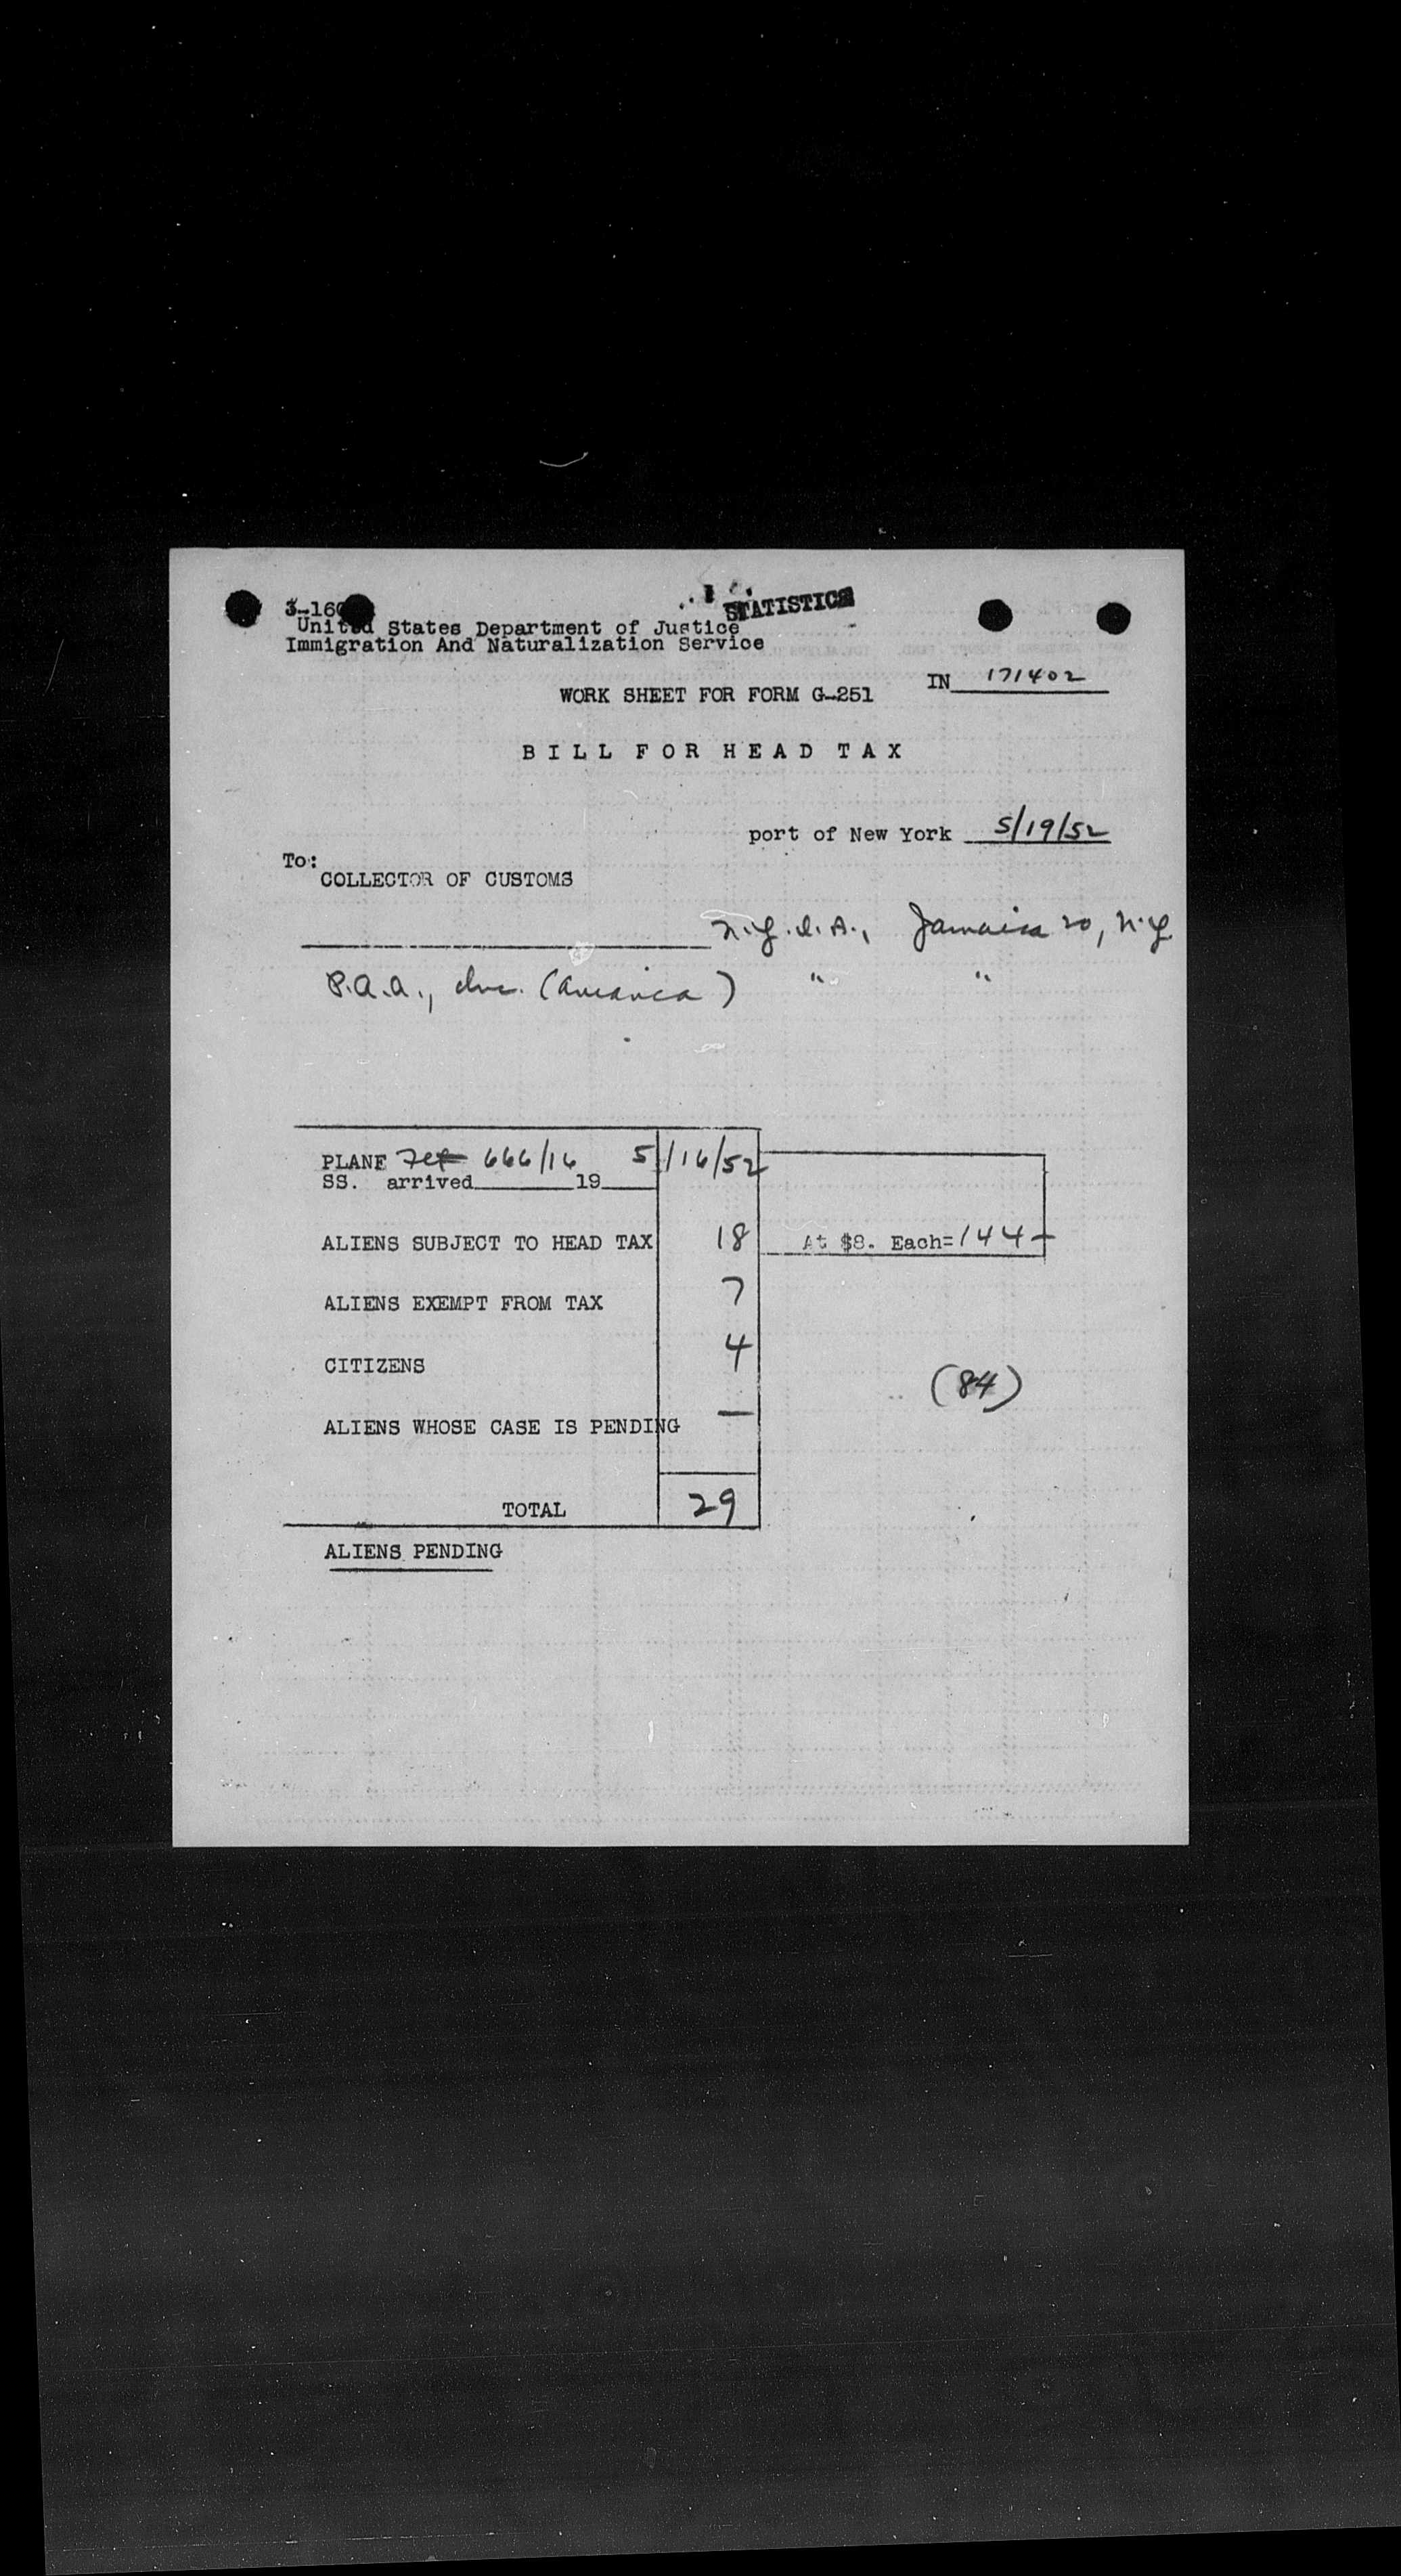 STATISTICS
3-160
United States Department of Justice
Immigration And Naturalization Service
IN 171402
WORK SHEET FOR FORM G-251
BILL FOR HEAD TAX
port of New York 5/19/52
To:
COLLECTOR OF CUSTOMS
N.Y.I.A., Jamaica 20, N.Y.
P.A.A., Inc. (America) " "
PLANE 666/16 5/16/52
SS. arrived 19
ALIENS SUBJECT TO HEAD TAX 18 At $8. Each=144-
ALIENS EXEMPT FROM TAX 7
CITIZENS 4
(84)
ALIENS WHOSE CASE IS PENDING —
TOTAL 29
ALIENS PENDING